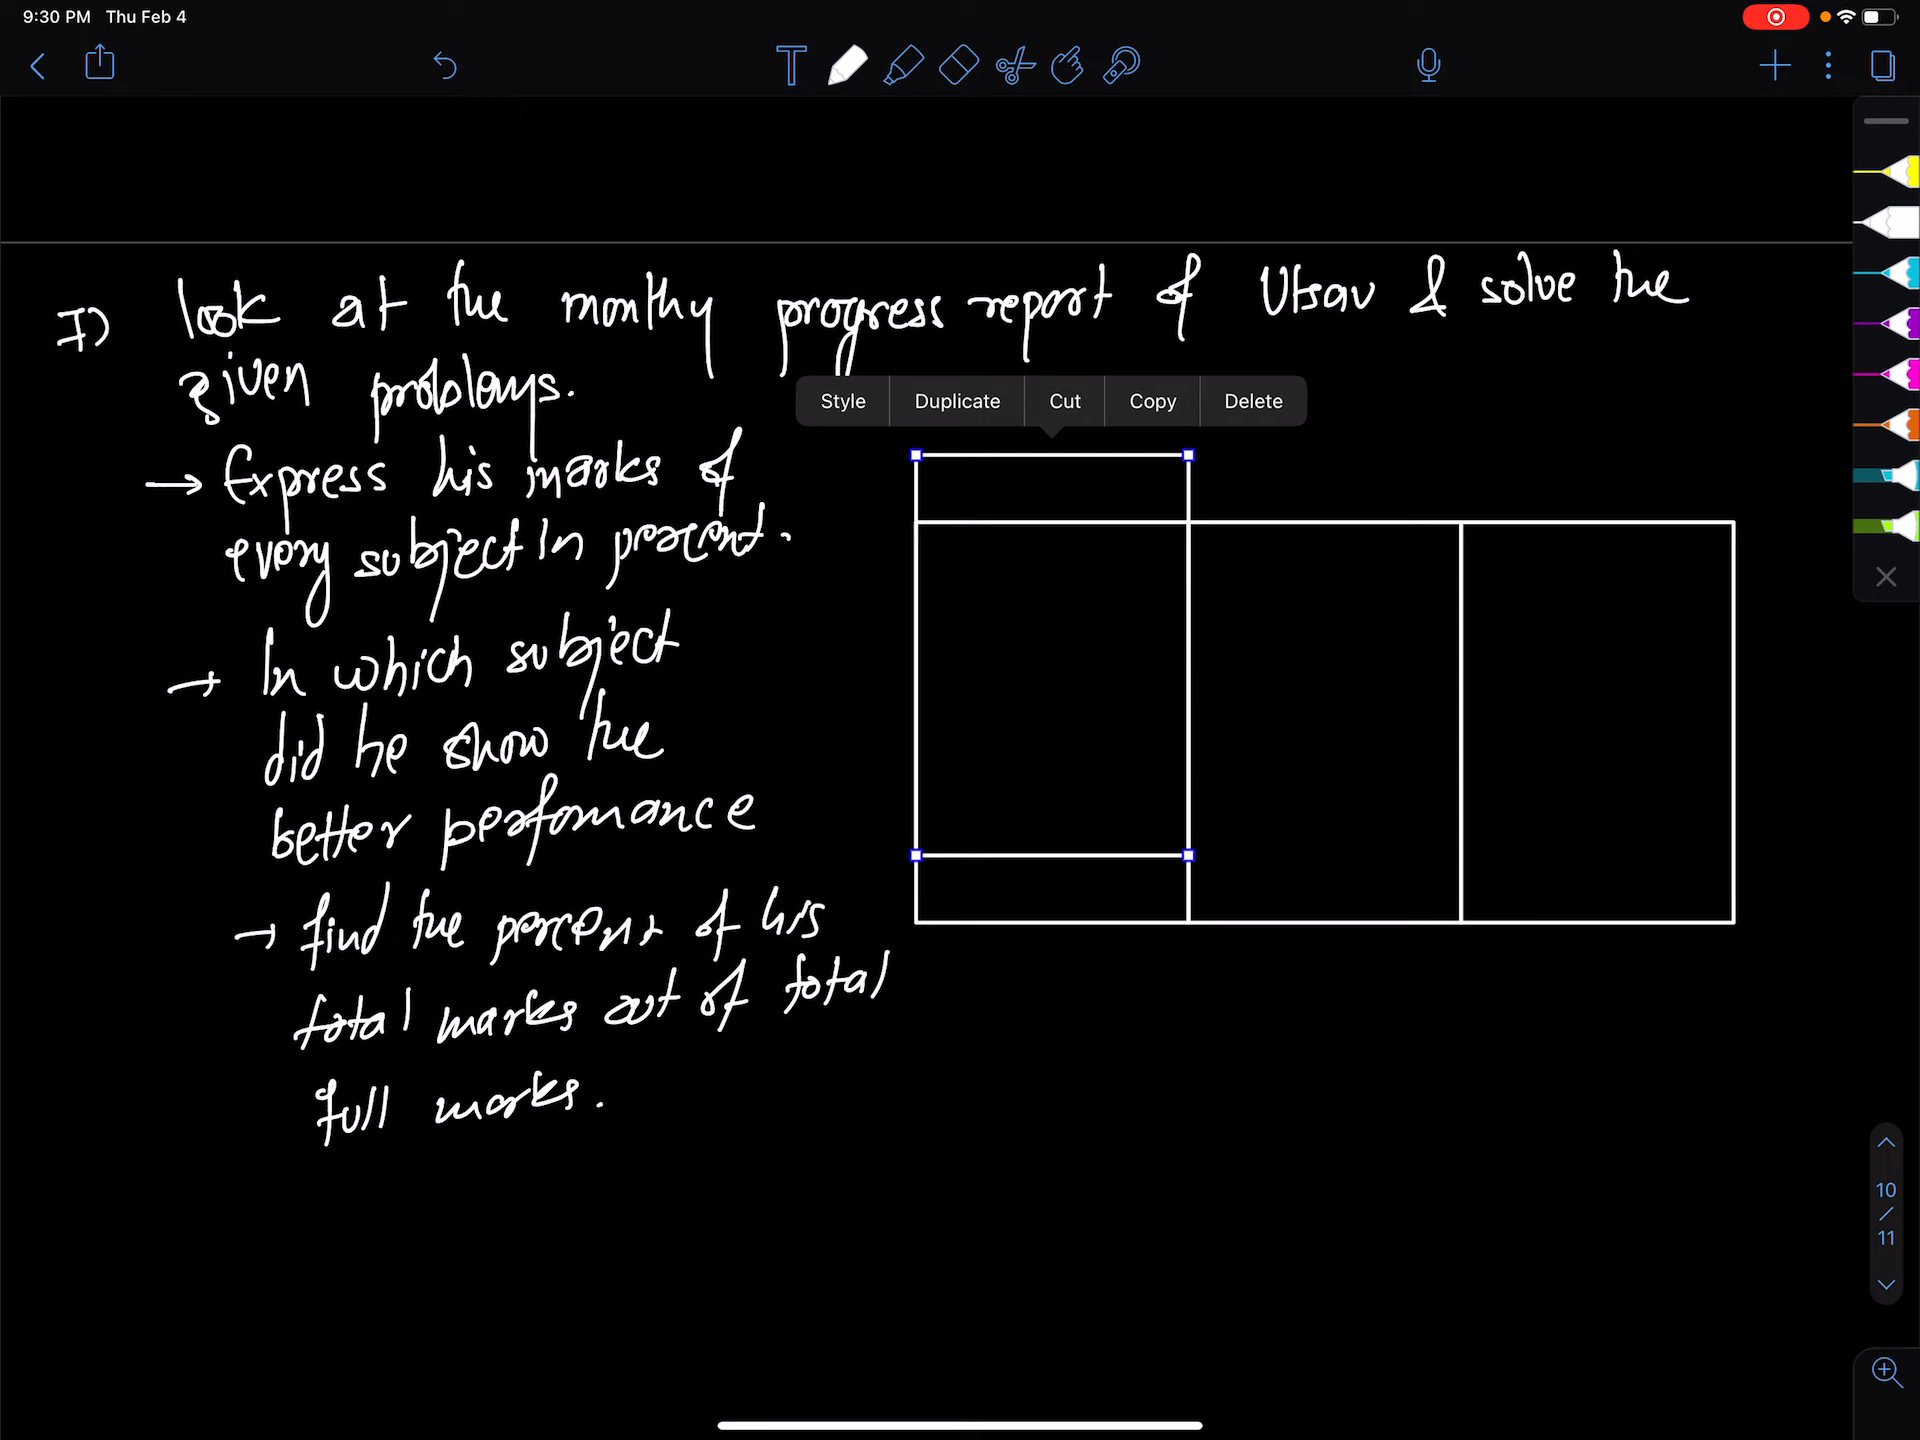 9:30 PM Thu Feb 4
I) look at the monthy progress report of Utsav & solve the
given problems.
Style Duplicate Cut Copy Delete
→ Express his marks of
every subject in percent.
→ In which subject
did he show the
better perfomance
→ find the percent of his
total marks out of total
full marks.
10
/
11